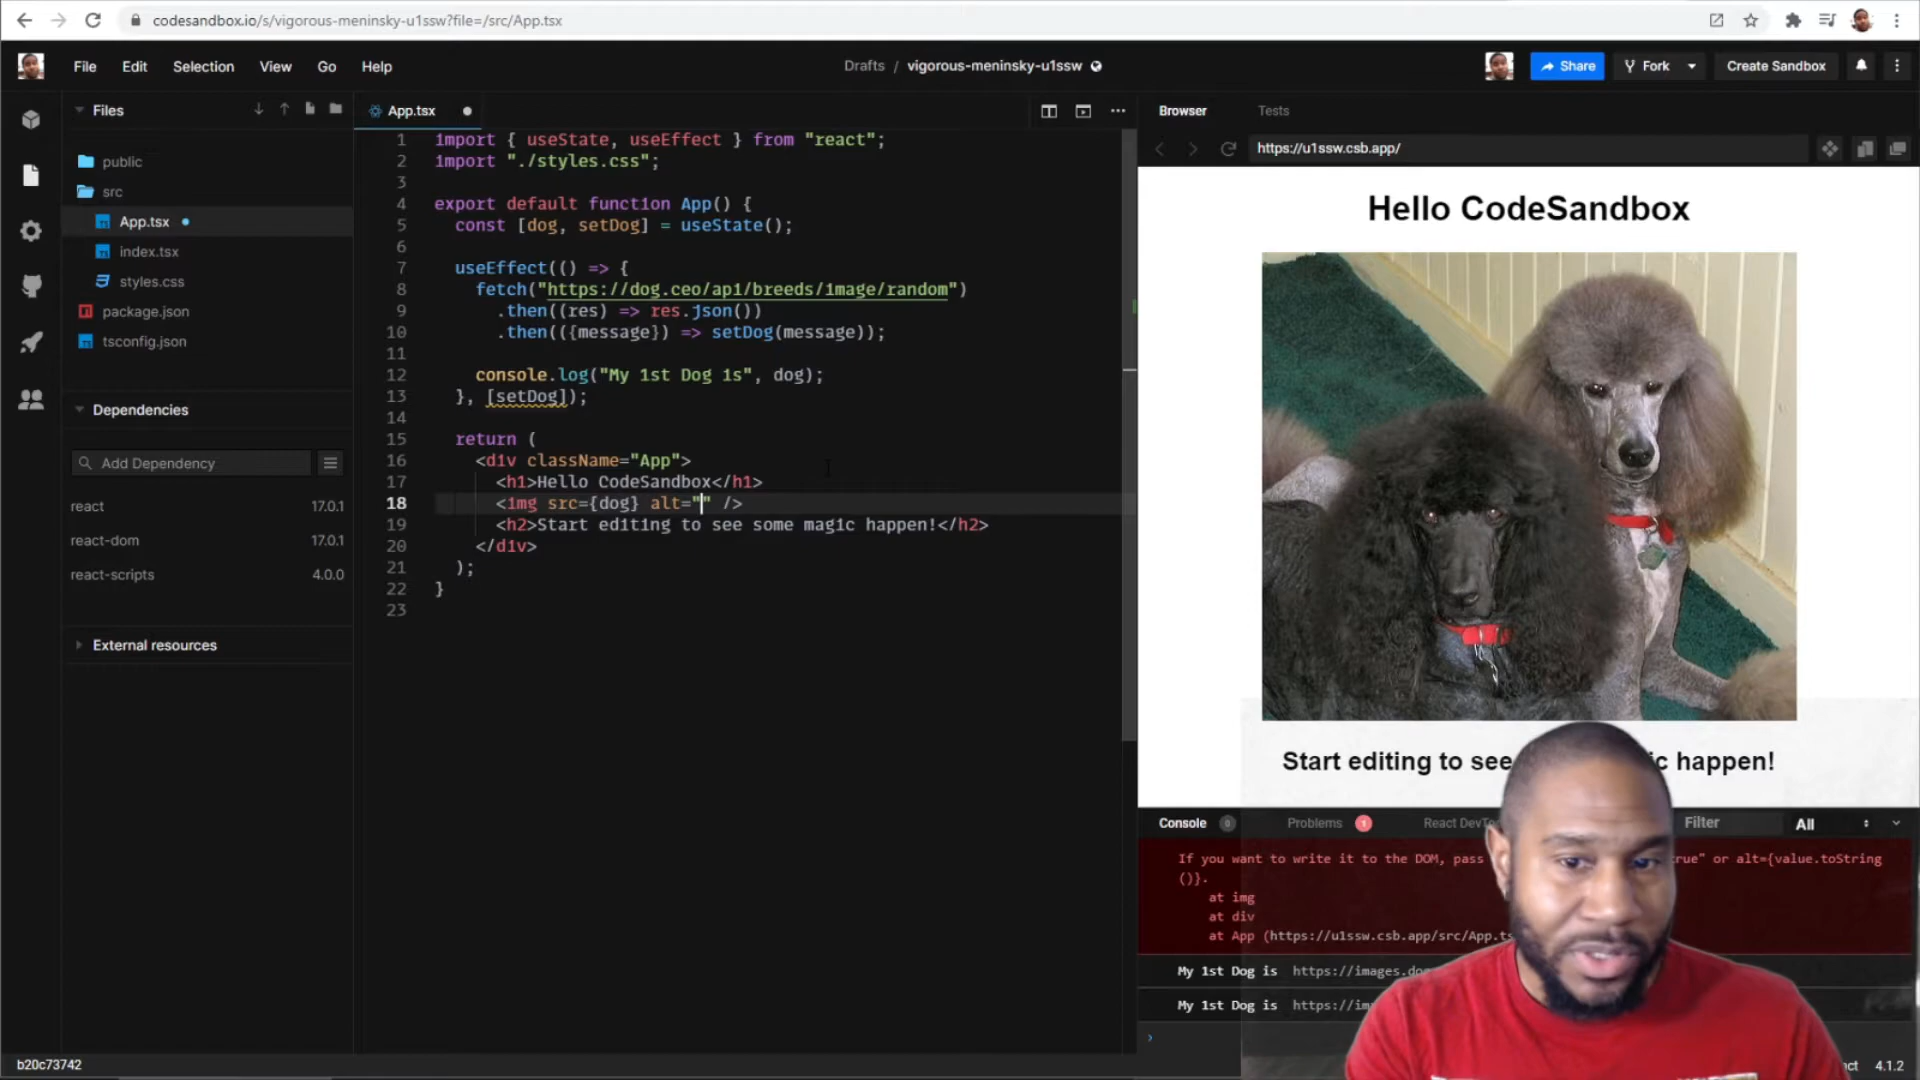 codesandbox.io/s/vigorous-meninsky-u1ssw?file=/src/App.tsx
File Edit Selection View Go Help
Drafts / vigorous-meninsky-u1ssw
Share Fork Create Sandbox
Files
public
src
App.tsx
index.tsx
styles.css
package.json
tsconfig.json
Dependencies
Add Dependency
react 17.0.1
react-dom 17.0.1
react-scripts 4.0.0
External resources
b20c73742
App.tsx
1 import { useState, useEffect } from "react";
2 import "./styles.css";
3
4 export default function App() {
5 const [dog, setDog] = useState();
6
7 useEffect(() => {
8 fetch("https://dog.ceo/api/breeds/image/random")
9 .then((res) => res.json())
10 .then(({message}) => setDog(message));
11
12 console.log("My 1st Dog is", dog);
13 }, [setDog]);
14
15 return (
16 <div className="App">
17 <h1>Hello CodeSandbox</h1>
18 <img src={dog} alt="" />
19 <h2>Start editing to see some magic happen!</h2>
20 </div>
21 );
22 }
23
Browser Tests
https://u1ssw.csb.app/
Hello CodeSandbox
Start editing to see happen!
Console 0 Problems 1 React Filter All
If you want to write it to the DOM, pass or alt={value.toString
()}.
at img
at div
at App (https://u1ssw.csb.app/src/App.ts
My 1st Dog is https://images.do
My 1st Dog is
4.1.2